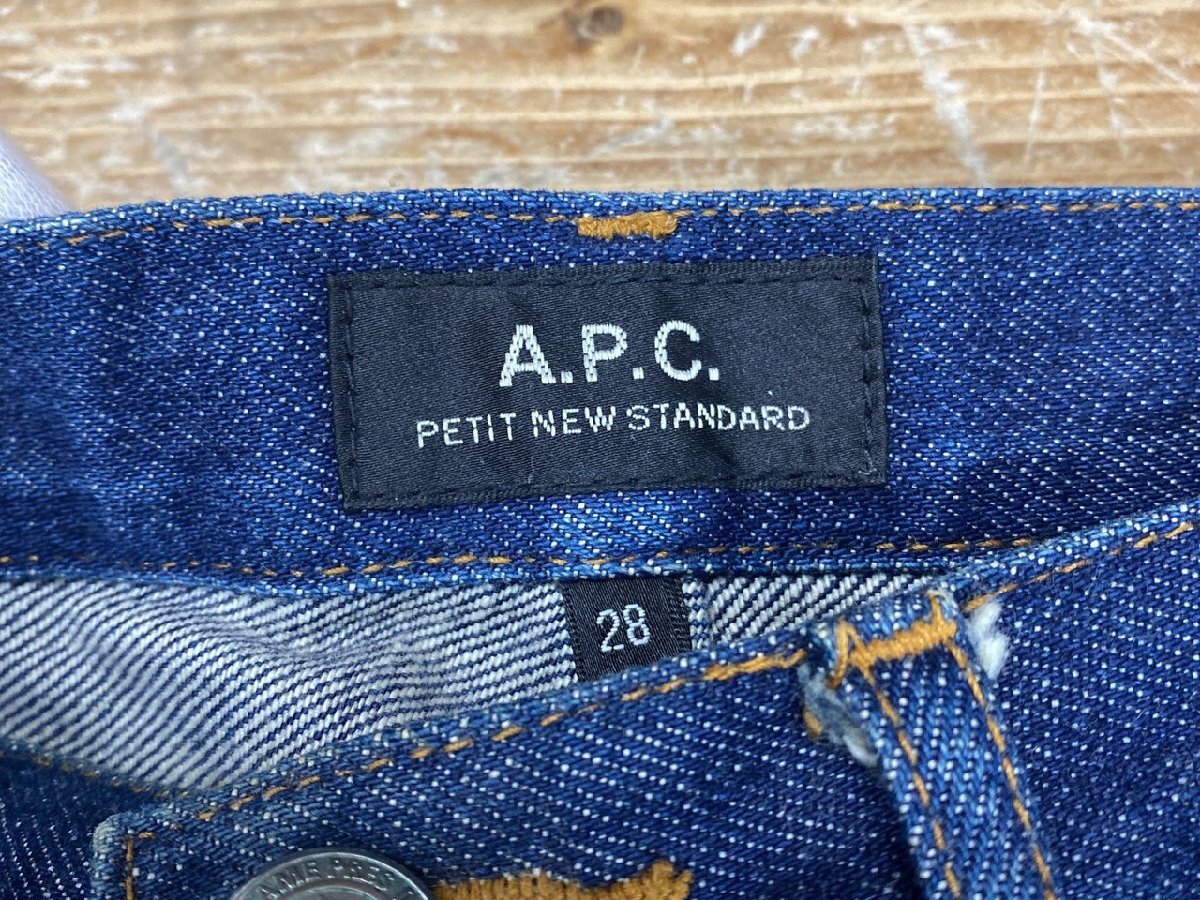 A.P.C.
PETIT NEW STANDARD
28